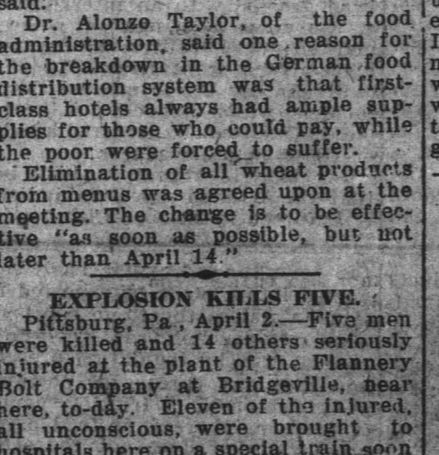 said:
Dr. Alonzo Taylor, of the food
administration, said one reason for
the breakdown in the German food
distribution system was that first-
class hotels always had ample sup-
plies for those who could pay, while
the poor were forced to suffer.
Elimination of all wheat products
from menus was agreed upon at the
meeting. The change is to be effec-
tive "as soon as possible, but not
later than April 14."
EXPLOSION KILLS FIVE.
Pittsburg, Pa., April 2.—Five men
were killed and 14 others seriously
injured at the plant of the Flannery
Bolt Company at Bridgeville, near
here, to-day. Eleven of the injured,
all unconscious, were brought to
hospitals here on a special train soon